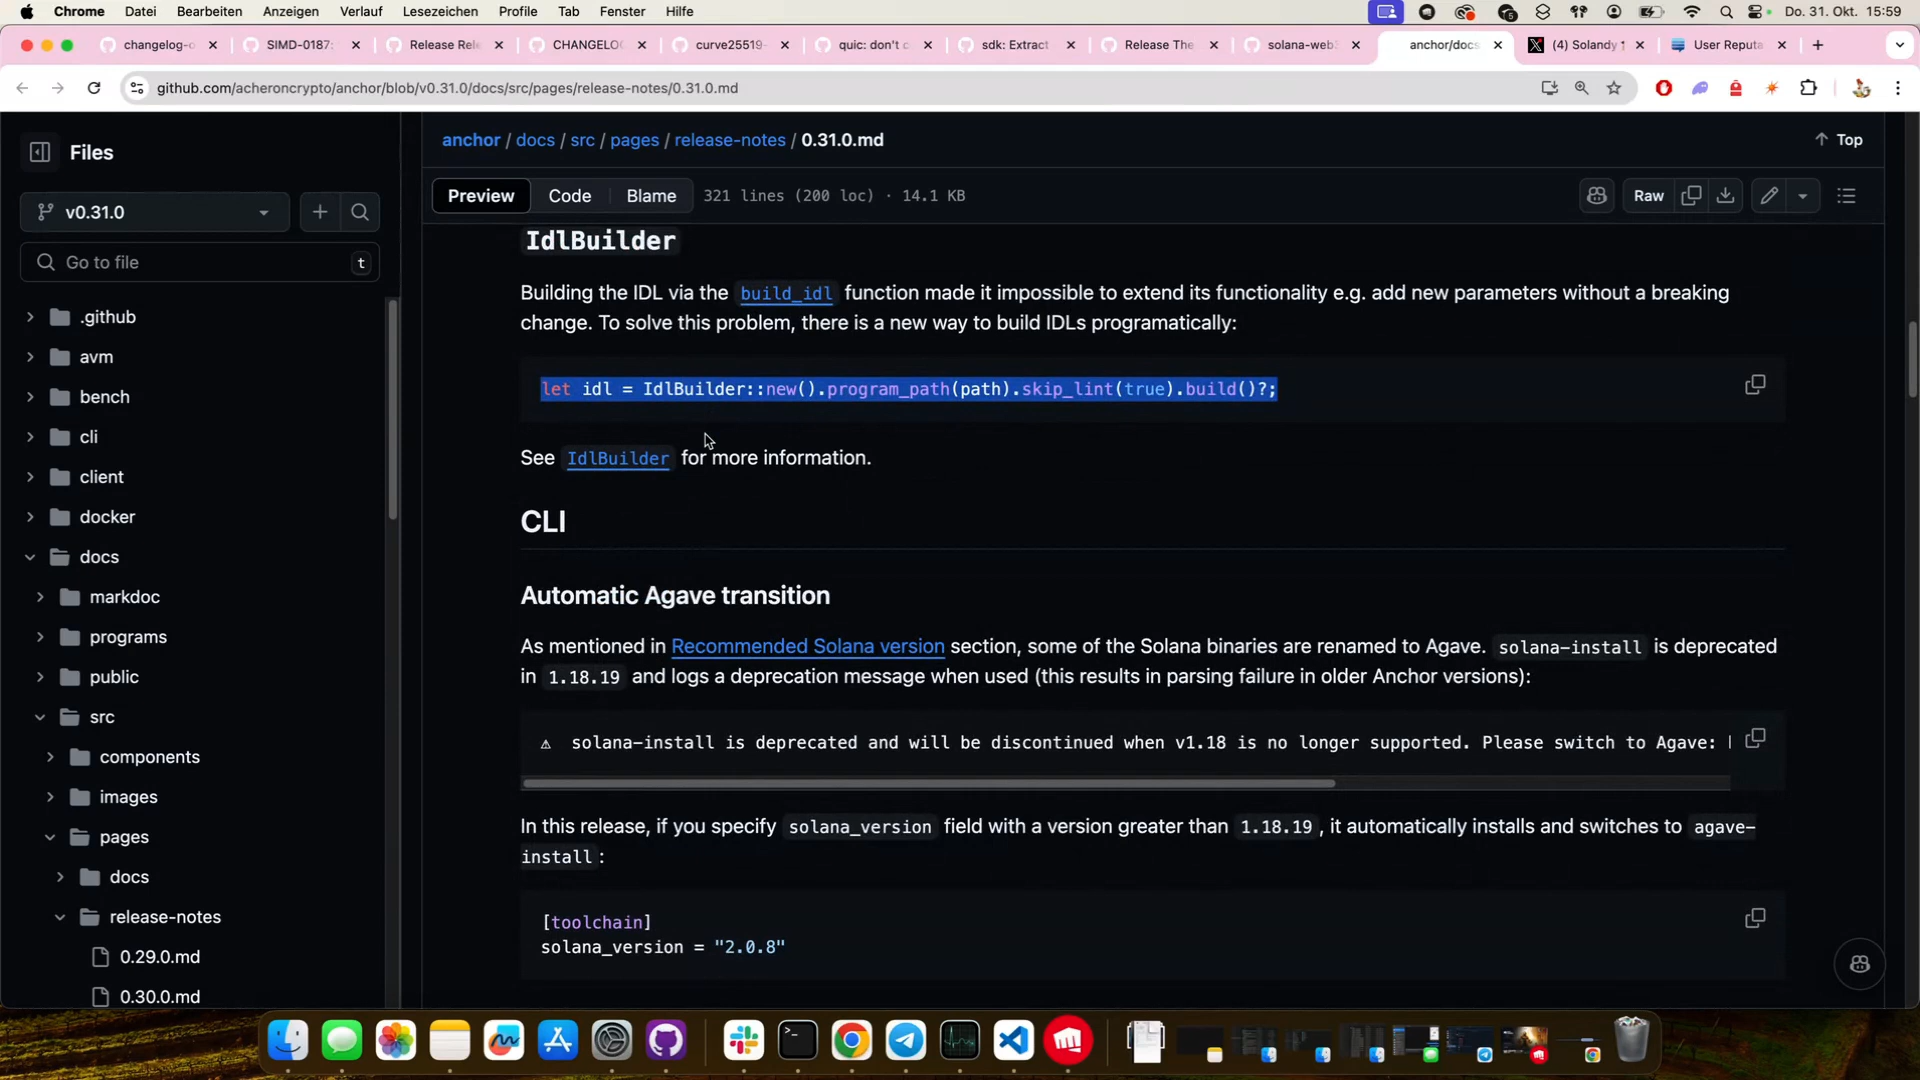 Chrome Datei Bearbeiten Anzeigen Verlauf Lesezeichen Profile Tab Fenster Hilfe Do. 31. Okt. 15:59
changelog-c SIMD-0187: Release Rel CHANGELOG curve25519- quic: don't c sdk: Extract Release The solana-web3 anchor/docs (4) Solandy User Reputa
github.com/acheroncrypto/anchor/blob/v0.31.0/docs/src/pages/release-notes/0.31.0.md
Files
v0.31.0
Go to file t
.github
avm
bench
cli
client
docker
docs
markdoc
programs
public
src
components
images
pages
docs
release-notes
0.29.0.md
0.30.0.md
anchor / docs / src / pages / release-notes / 0.31.0.md Top
Preview Code Blame 321 lines (200 loc) · 14.1 KB Raw
IdlBuilder
Building the IDL via the build_idl function made it impossible to extend its functionality e.g. add new parameters without a breaking
change. To solve this problem, there is a new way to build IDLs programatically:
let idl = IdlBuilder::new().program_path(path).skip_lint(true).build()?;
See IdlBuilder for more information.
CLI
Automatic Agave transition
As mentioned in Recommended Solana version section, some of the Solana binaries are renamed to Agave. solana-install is deprecated
in 1.18.19 and logs a deprecation message when used (this results in parsing failure in older Anchor versions):
⚠ solana-install is deprecated and will be discontinued when v1.18 is no longer supported. Please switch to Agave:
In this release, if you specify solana_version field with a version greater than 1.18.19, it automatically installs and switches to agave-
install:
[toolchain]
solana_version = "2.0.8"